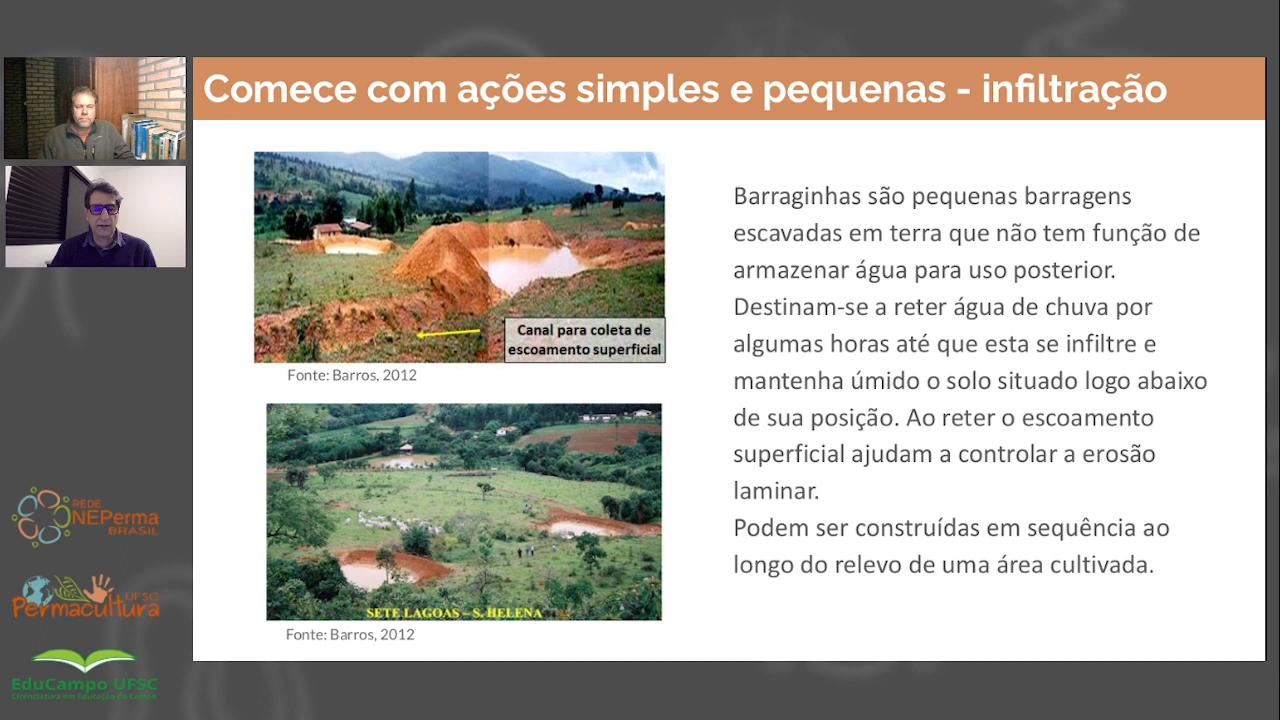 Comece com ações simples e pequenas - infiltração
Canal para coleta de
escoamento superficial
Fonte: Barros, 2012
SETE LAGOAS – S. HELENA
Fonte: Barros, 2012
Barraginhas são pequenas barragens
escavadas em terra que não tem função de
armazenar água para uso posterior.
Destinam-se a reter água de chuva por
algumas horas até que esta se infiltre e
mantenha úmido o solo situado logo abaixo
de sua posição. Ao reter o escoamento
superficial ajudam a controlar a erosão
laminar.
Podem ser construídas em sequência ao
longo do relevo de uma área cultivada.
REDE
NEPerma
BRASIL
UFSC
Permacultura
EduCampo UFSC
Licenciatura em Educação do Campo